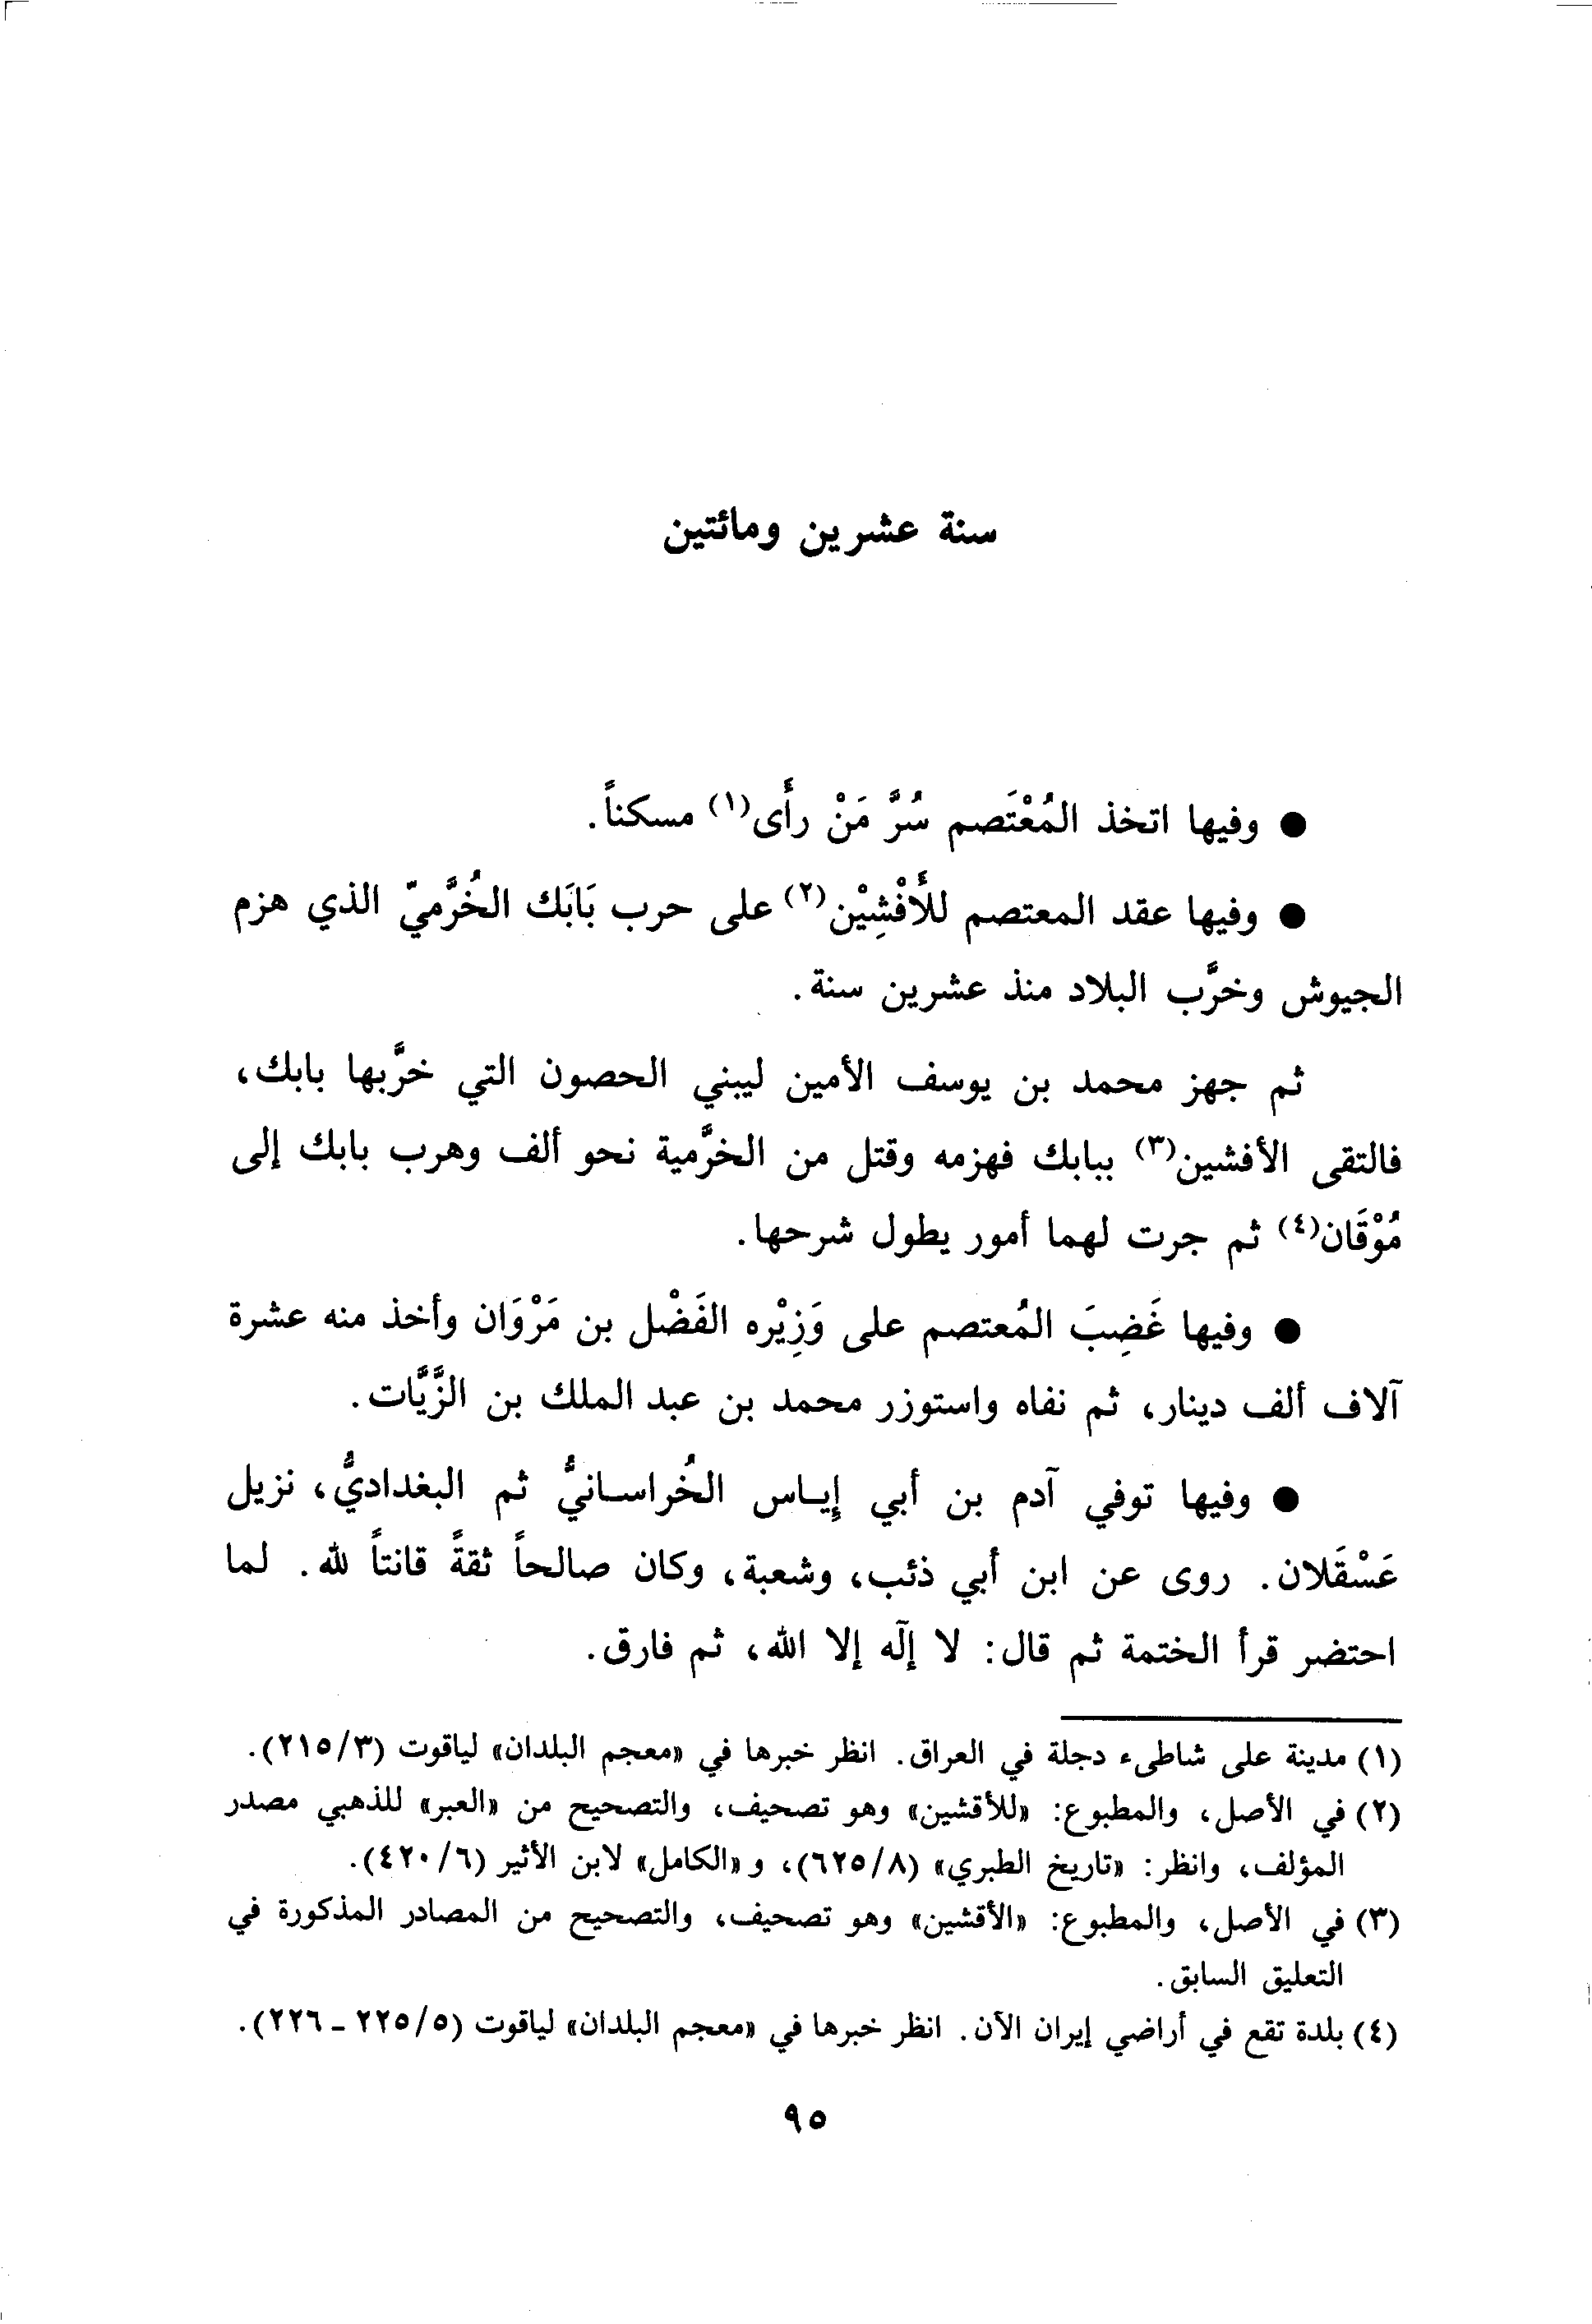 سنة عشرين ومائتين
● وفيها اتخذ المُعْتَصم سُرَّ مَنْ رأَى(١) مسكناً.
● وفيها عقد المعتصم للأَفْشِيْن(٢) على حرب بَابَك الخُرَّميّ الذي هزم
الجيوش وخرَّب البلاد منذ عشرين سنة.
ثم جهز محمد بن يوسف الأمين ليبني الحصون التي خرَّبها بابك،
فالتقى الأفشين(٣) ببابك فهزمه وقتل من الخرَّمية نحو ألف وهرب بابك إلى
مُوْقَان(٤) ثم جرت لهما أمور يطول شرحها.
● وفيها غَضِبَ المُعتصم على وَزِيْره الفَضْل بن مَرْوَان وأخذ منه عشرة
آلاف ألف دينار، ثم نفاه واستوزر محمد بن عبد الملك بن الزَّيَّات.
● وفيها توفي آدم بن أبي إِيـاس الخُراسـانيُّ ثم البغداديُّ، نزيل
عَسْقَلان. روى عن ابن أبي ذئب، وشعبة، وكان صالحاً ثقةً قانتاً لله. لما
احتضر قرأ الختمة ثم قال: لا إلٓه إلا الله، ثم فارق.
(١) مدينة على شاطىء دجلة في العراق. انظر خبرها في «معجم البلدان» لياقوت (٢١٥/٣).
(٢) في الأصل، والمطبوع: «للأقشين» وهو تصحيف، والتصحيح من «العبر» للذهبي مصدر
المؤلف، وانظر: «تاريخ الطبري» (٦٢٥/٨)، و«الكامل» لابن الأثير (٤٢٠/٦).
(٣) في الأصل، والمطبوع: «الأقشين» وهو تصحيف، والتصحيح من المصادر المذكورة في
التعليق السابق.
(٤) بلدة تقع في أراضي إيران الآن. انظر خبرها في «معجم البلدان» لياقوت (٢٢٥/٥ - ٢٢٦).
٩٥